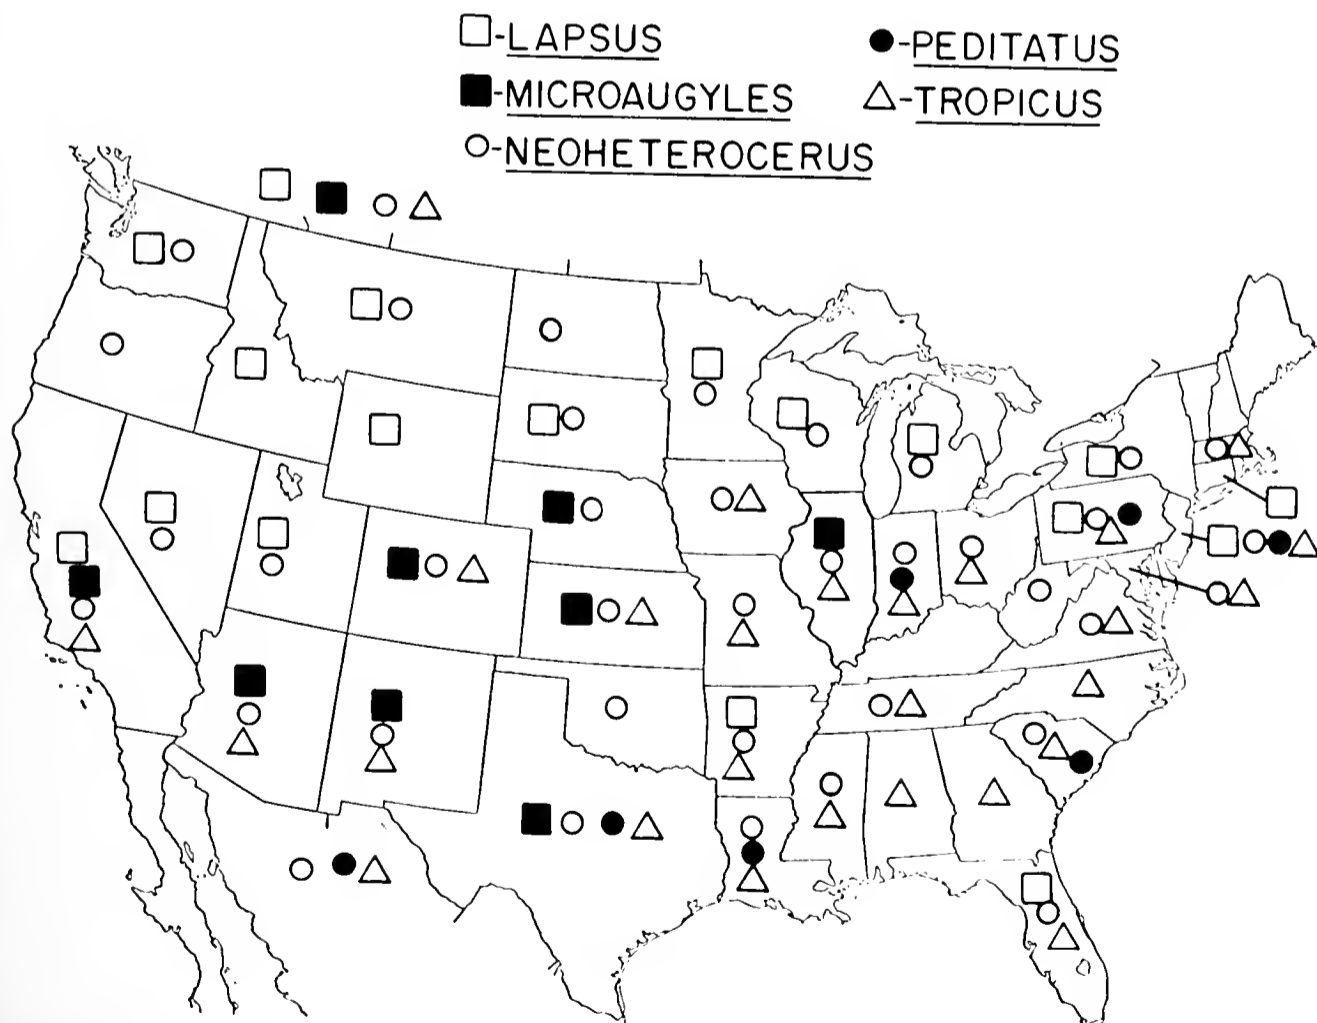 □-LAPSUS
■-MICROAUGYLES
○-NEOHETEROCERUS
●-PEDITATUS
△-TROPICUS